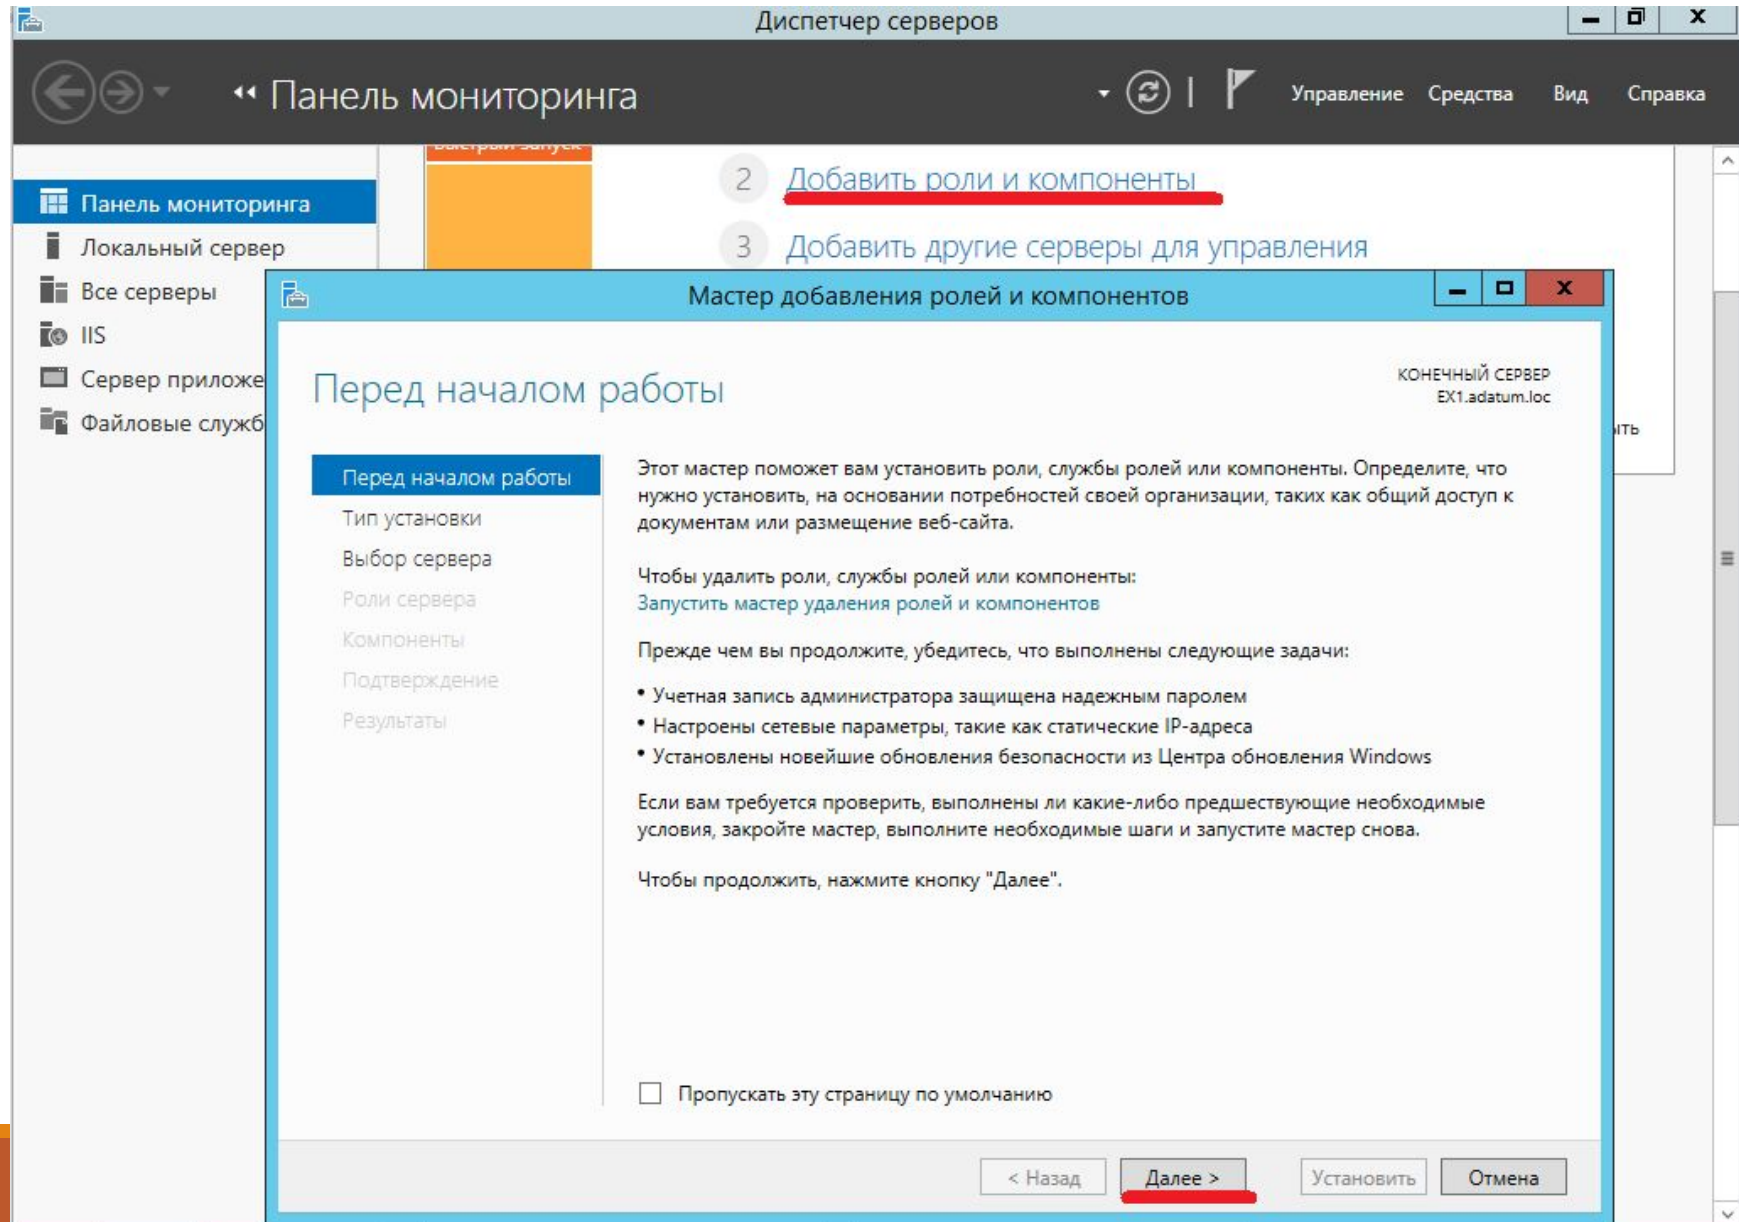 Диспетчер серверов
Панель мониторинга
Управление Средства Вид Справка
Быстрый запуск
2 Добавить роли и компоненты
3 Добавить другие серверы для управления
Панель мониторинга
Локальный сервер
Все серверы
IIS
Сервер приложе
Файловые служб
ыть
Мастер добавления ролей и компонентов
Перед началом работы
КОНЕЧНЫЙ СЕРВЕР
EX1.adatum.loc
Перед началом работы
Тип установки
Выбор сервера
Роли сервера
Компоненты
Подтверждение
Результаты
Этот мастер поможет вам установить роли, службы ролей или компоненты. Определите, что
нужно установить, на основании потребностей своей организации, таких как общий доступ к
документам или размещение веб-сайта.
Чтобы удалить роли, службы ролей или компоненты:
Запустить мастер удаления ролей и компонентов
Прежде чем вы продолжите, убедитесь, что выполнены следующие задачи:
• Учетная запись администратора защищена надежным паролем
• Настроены сетевые параметры, такие как статические IP-адреса
• Установлены новейшие обновления безопасности из Центра обновления Windows
Если вам требуется проверить, выполнены ли какие-либо предшествующие необходимые
условия, закройте мастер, выполните необходимые шаги и запустите мастер снова.
Чтобы продолжить, нажмите кнопку "Далее".
Пропускать эту страницу по умолчанию
< Назад Далее > Установить Отмена